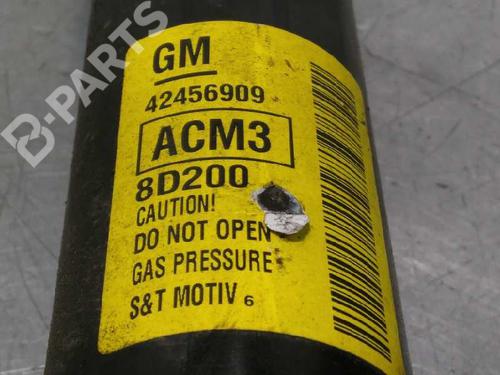 B-PARTS
GM
42456909
ACM3
8D200
CAUTION!
DO NOT OPEN
GAS PRESSURE
S&T MOTIV 6